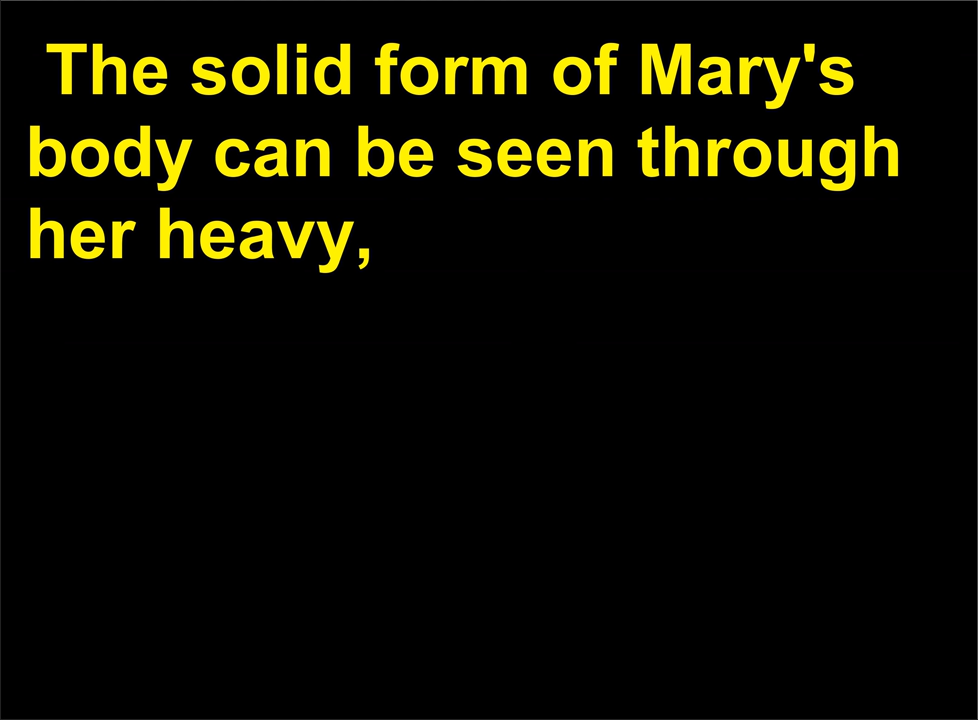 The solid form of Mary's
body can be seen through
her heavy,